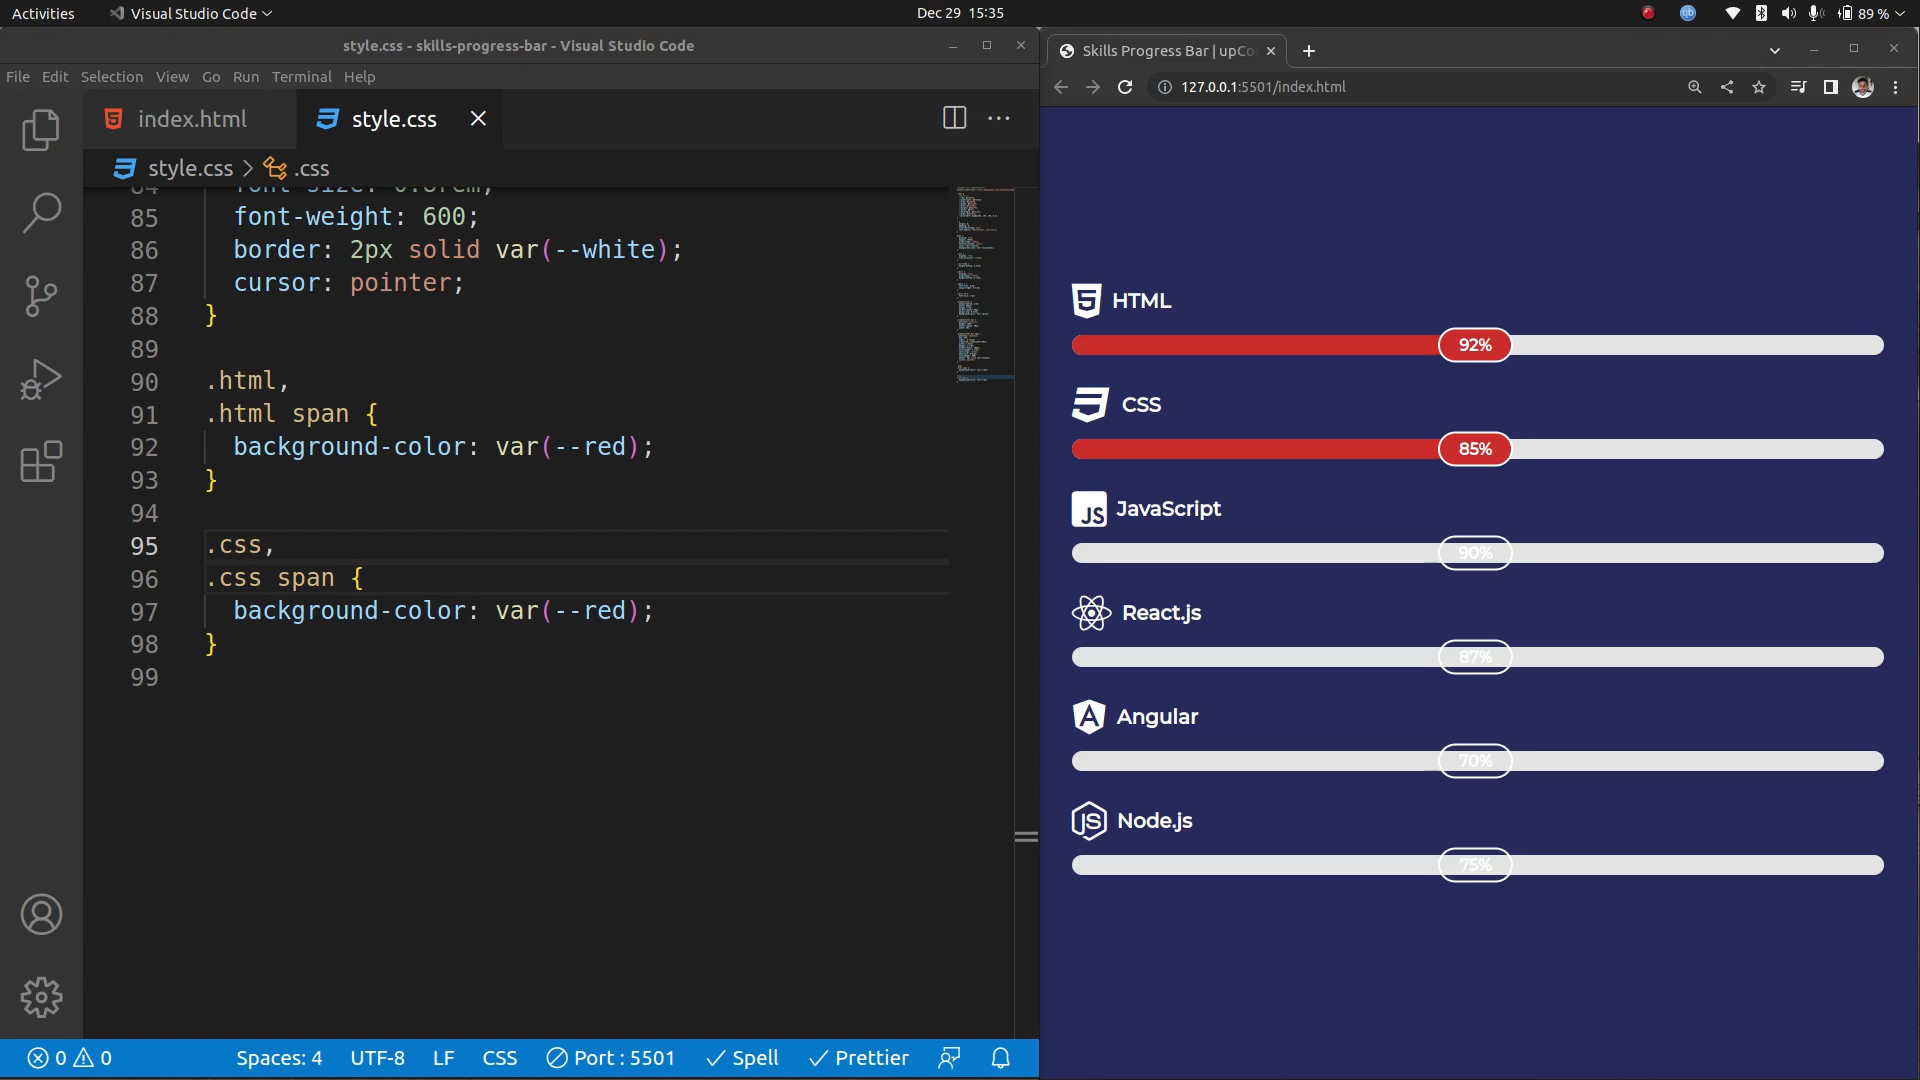 Activities
Visual Studio Code
Dec 29 15:35
89 %
style.css - skills-progress-bar - Visual Studio Code
File Edit Selection View Go Run Terminal Help
index.html
style.css
style.css > .css
85 font-weight: 600;
86 border: 2px solid var(--white);
87 cursor: pointer;
88 }
89
90 .html,
91 .html span {
92 background-color: var(--red);
93 }
94
95 .css,
96 .css span {
97 background-color: var(--red);
98 }
99
0 0 Spaces: 4 UTF-8 LF CSS Port : 5501 Spell Prettier
Skills Progress Bar | upCo
127.0.0.1:5501/index.html
HTML
92%
CSS
85%
JS JavaScript
90%
React.js
87%
Angular
70%
Node.js
75%